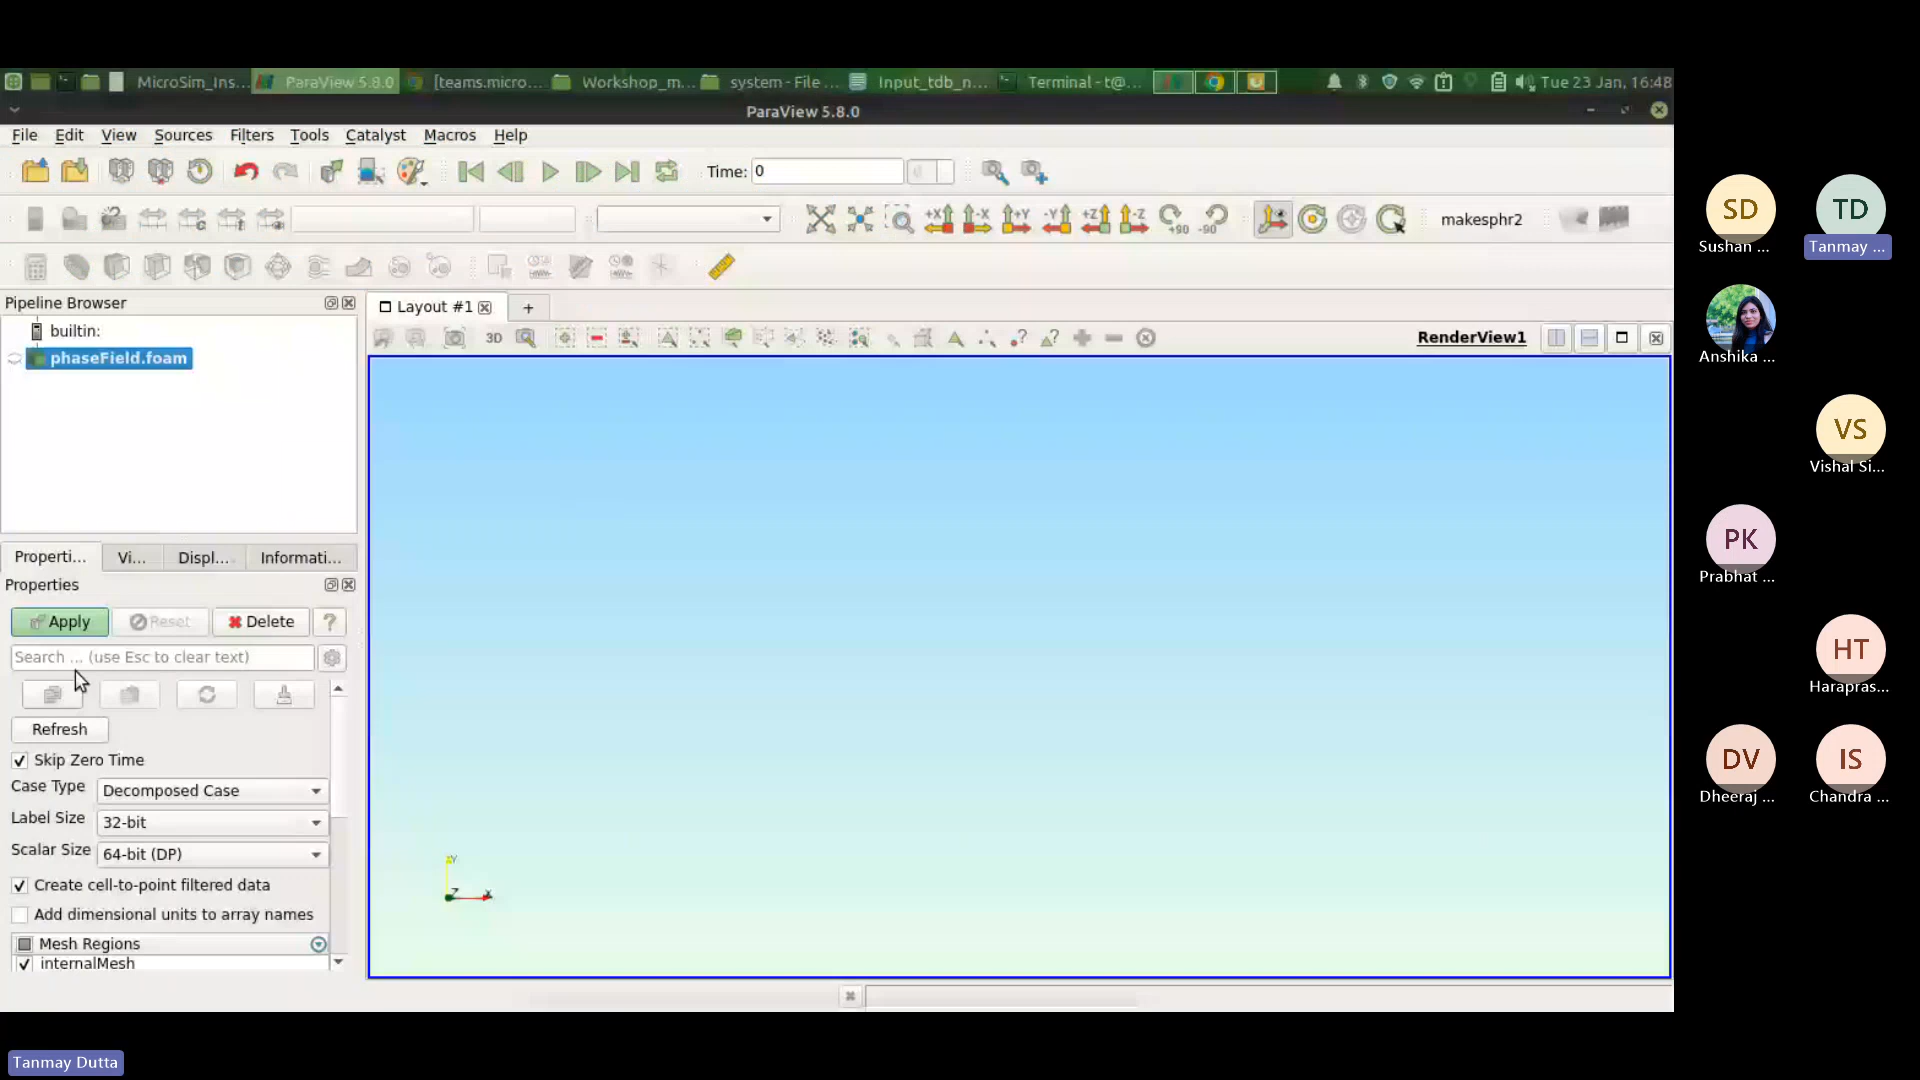 MicroSim_Ins... ParaView 5.8.0 [teams.micro... Workshop_m... system - File ... Input_tdb_n... Terminal - t@... Tue 23 Jan, 16:48
ParaView 5.8.0
File Edit View Sources Filters Tools Catalyst Macros Help
Time: 0
+X -X +Y -Y +Z -Z +90 -90 makesphr2
Pipeline Browser
Layout #1 +
builtin:
3D RenderView1
phaseField.foam
Properti... Vi... Displ... Informati...
Properties
Apply Reset Delete ?
Search ... (use Esc to clear text)
Refresh
Skip Zero Time
Case Type Decomposed Case
Label Size 32-bit
Scalar Size 64-bit (DP)
Create cell-to-point filtered data
Add dimensional units to array names
Mesh Regions
internalMesh
Y
Z X
SD
Sushan ...
TD
Tanmay ...
Anshika ...
VS
Vishal Si...
PK
Prabhat ...
HT
Harapras...
DV
Dheeraj ...
IS
Chandra ...
Tanmay Dutta